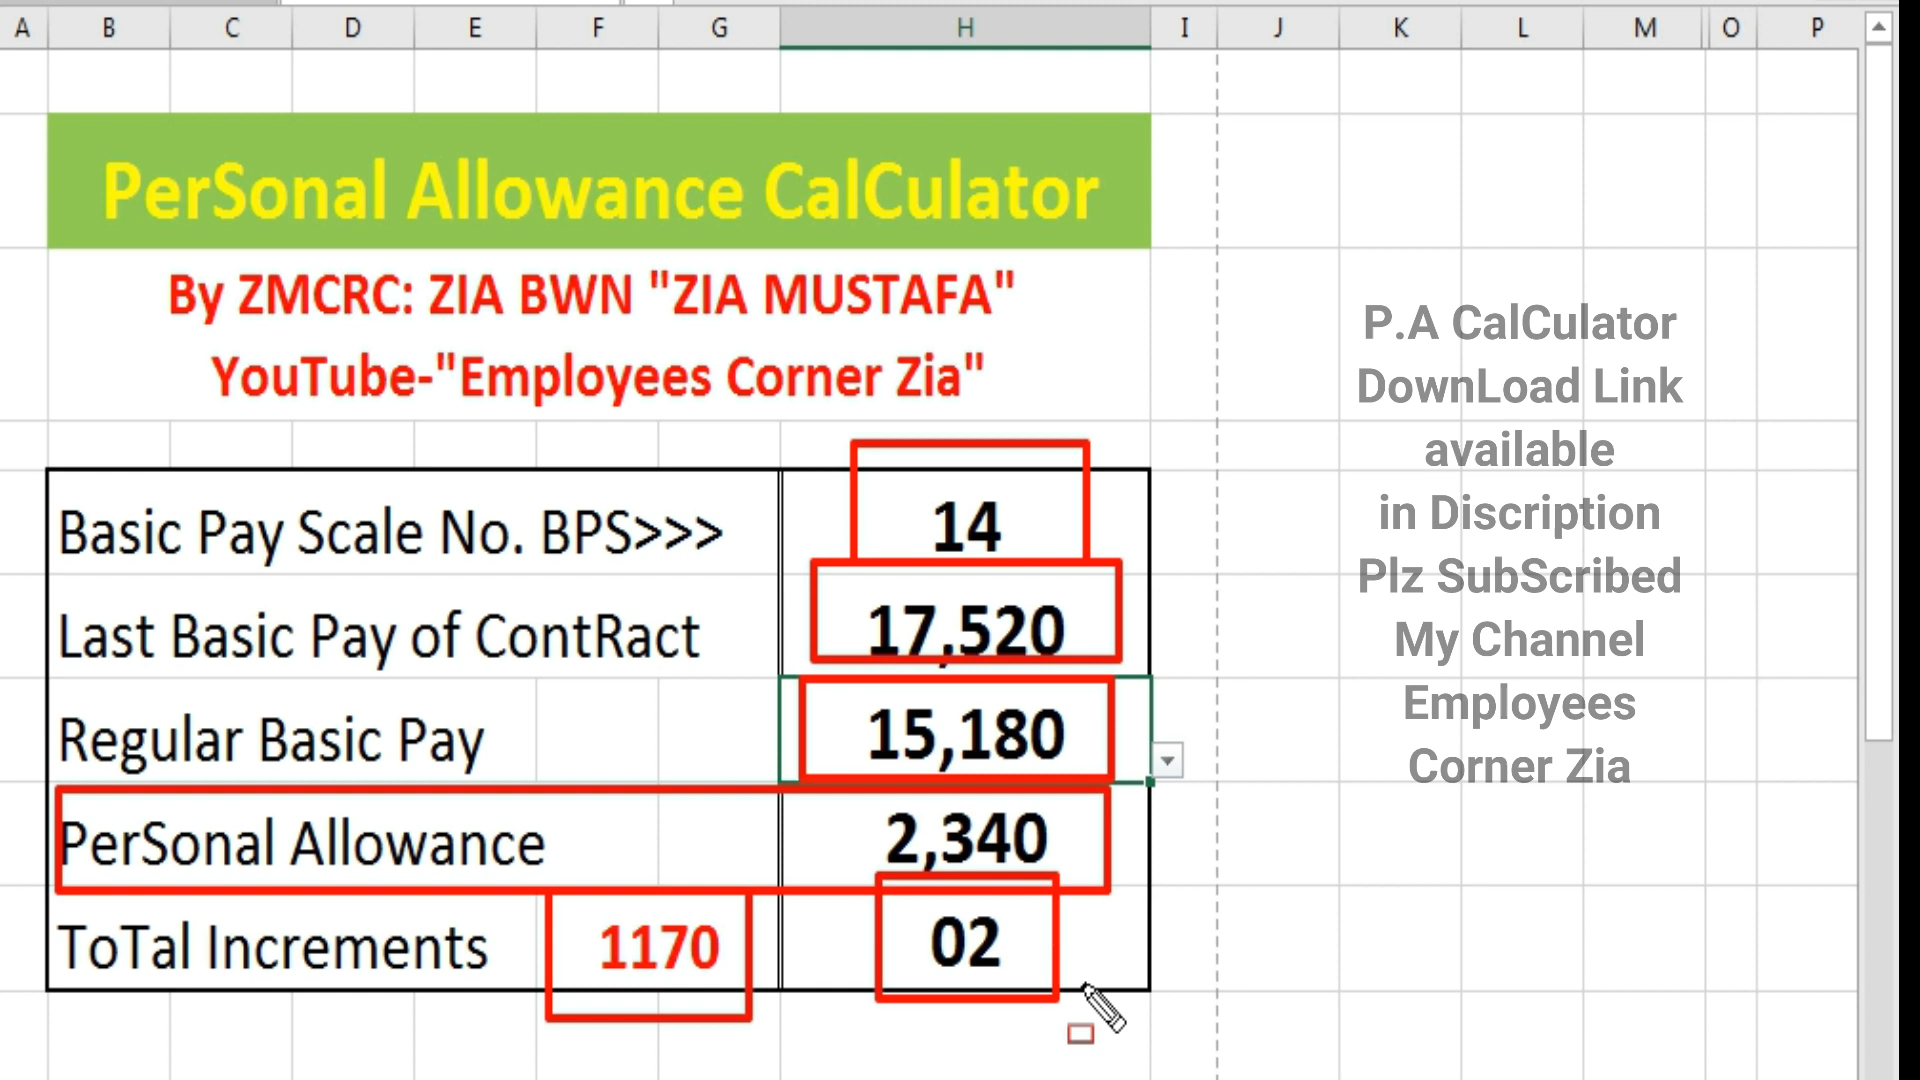 A B C D E F G H I J K L M O P
PerSonal Allowance CalCulator
By ZMCRC: ZIA BWN "ZIA MUSTAFA"
YouTube-"Employees Corner Zia"
Basic Pay Scale No. BPS>>> 14
Last Basic Pay of ContRact 17,520
Regular Basic Pay 15,180
PerSonal Allowance 2,340
ToTal Increments 1170 02
P.A CalCulator
DownLoad Link
available
in Discription
Plz SubScribed
My Channel
Employees
Corner Zia